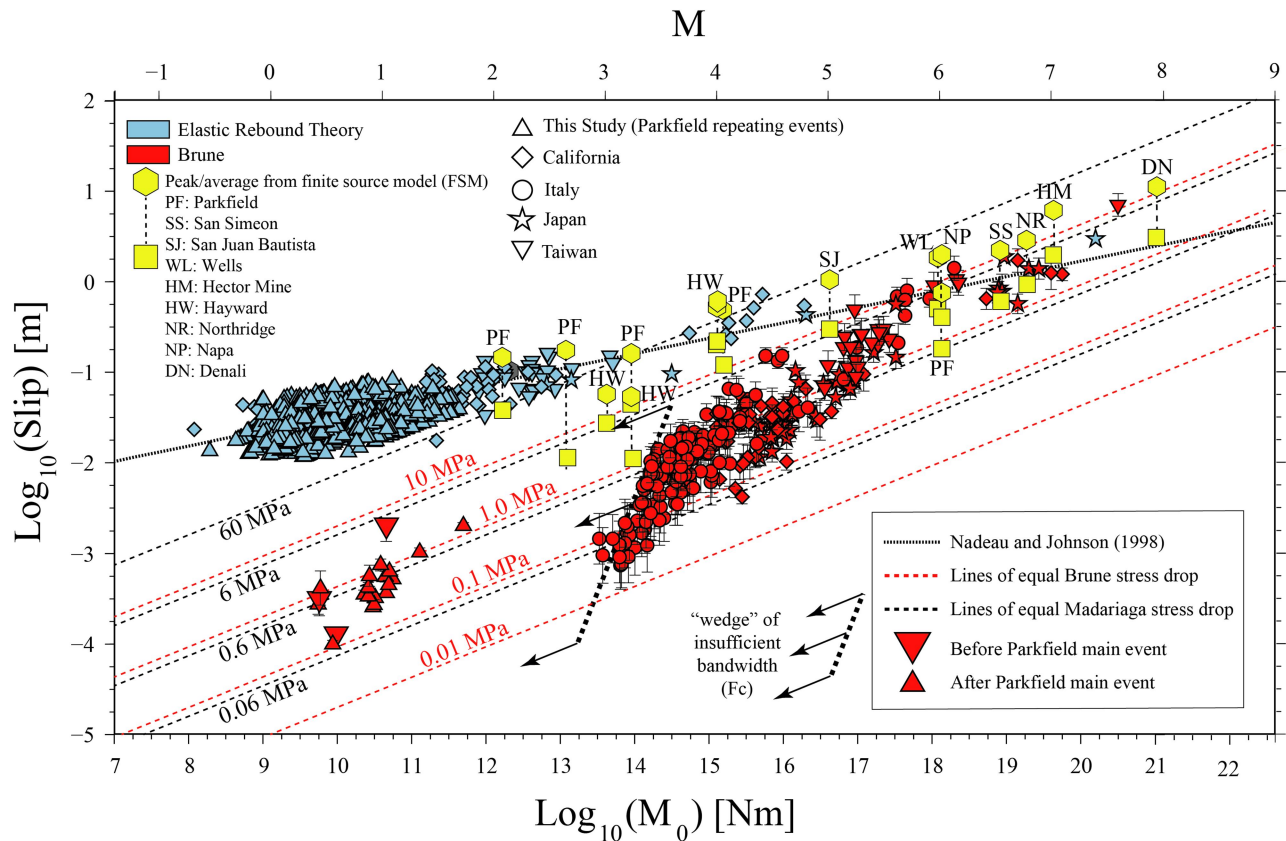 M
−1 0 1 2 3 4 5 6 7 8 9
2
1
0
−1
−2
−3
−4
−5
Log10(Slip) [m]
Elastic Rebound Theory
Brune
Peak/average from finite source model (FSM)
PF: Parkfield
SS: San Simeon
SJ: San Juan Bautista
WL: Wells
HM: Hector Mine
HW: Hayward
NR: Northridge
NP: Napa
DN: Denali
This Study (Parkfield repeating events)
California
Italy
Japan
Taiwan
DN
HM
NR
SS
NP
WL
SJ
HW
PF
PF
PF
PF
HW
HW
PF
60 MPa
6 MPa
0.6 MPa
0.06 MPa
10 MPa
1.0 MPa
0.1 MPa
0.01 MPa
“wedge” of
insufficient
bandwidth
(Fc)
Nadeau and Johnson (1998)
Lines of equal Brune stress drop
Lines of equal Madariaga stress drop
Before Parkfield main event
After Parkfield main event
7 8 9 10 11 12 13 14 15 16 17 18 19 20 21 22
Log10(M0) [Nm]